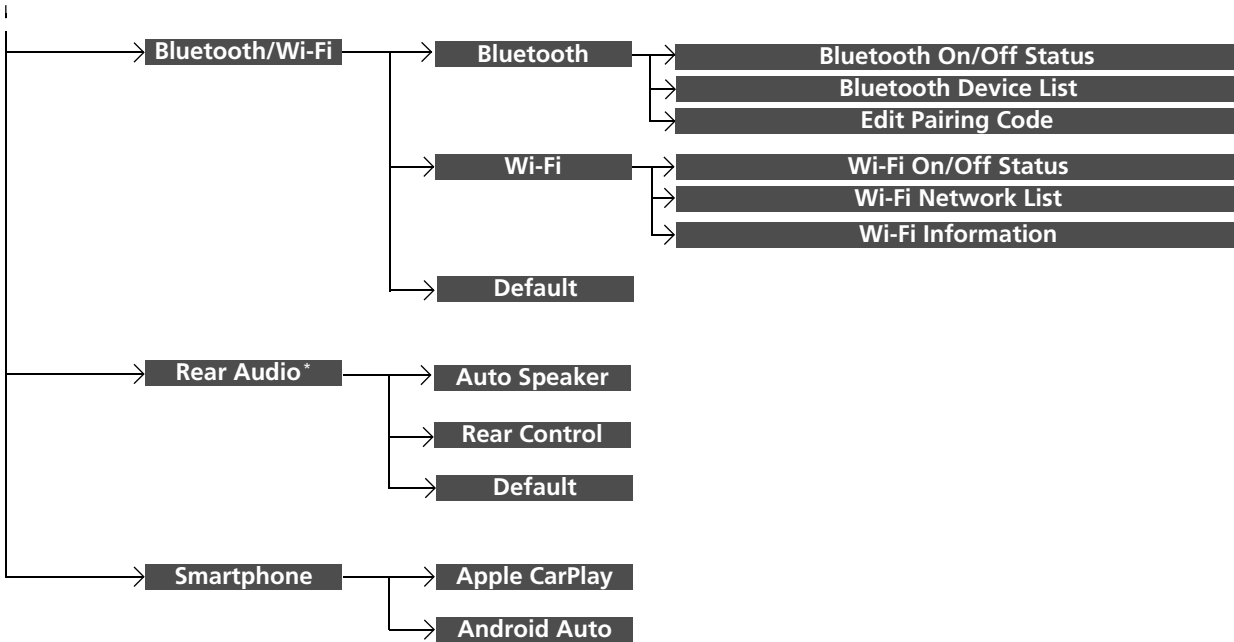 Bluetooth/Wi-Fi
Bluetooth
Bluetooth On/Off Status
Bluetooth Device List
Edit Pairing Code
Wi-Fi
Wi-Fi On/Off Status
Wi-Fi Network List
Wi-Fi Information
Default
Rear Audio*
Auto Speaker
Rear Control
Default
Smartphone
Apple CarPlay
Android Auto